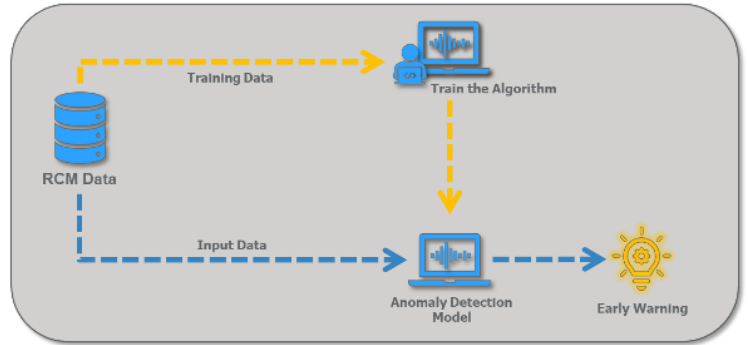 Training Data
Train the Algorithm
RCM Data
Input Data
Anomaly Detection
Model
Early Warning